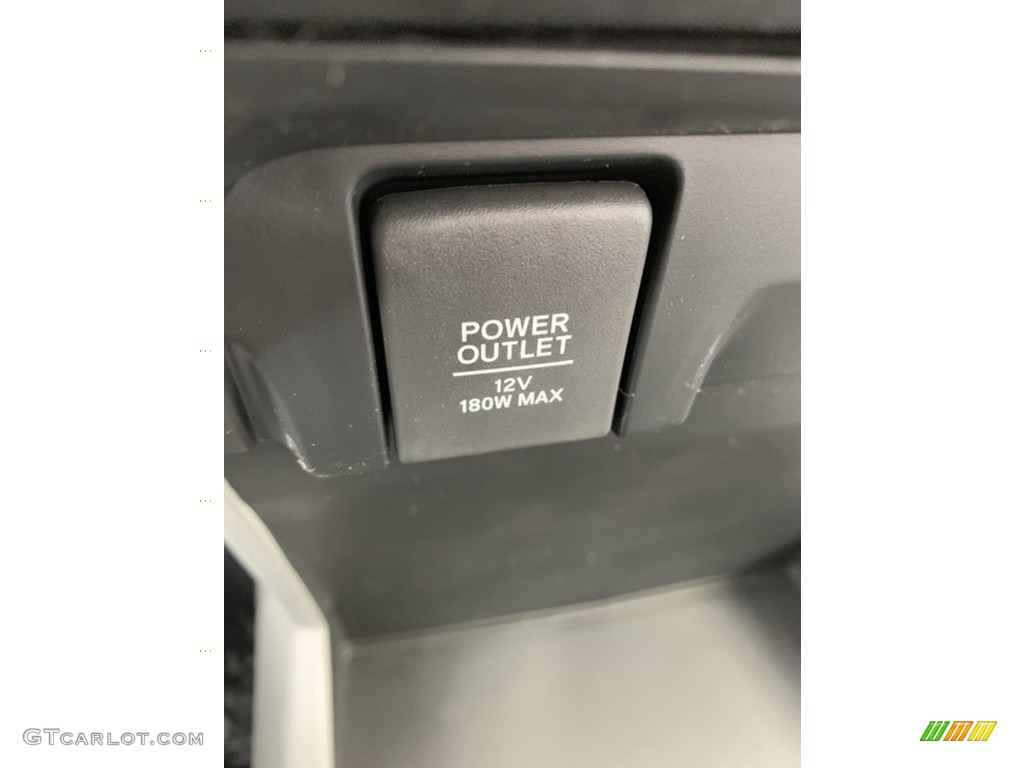 POWER
OUTLET
12V
180W MAX
GTCARLOT.COM